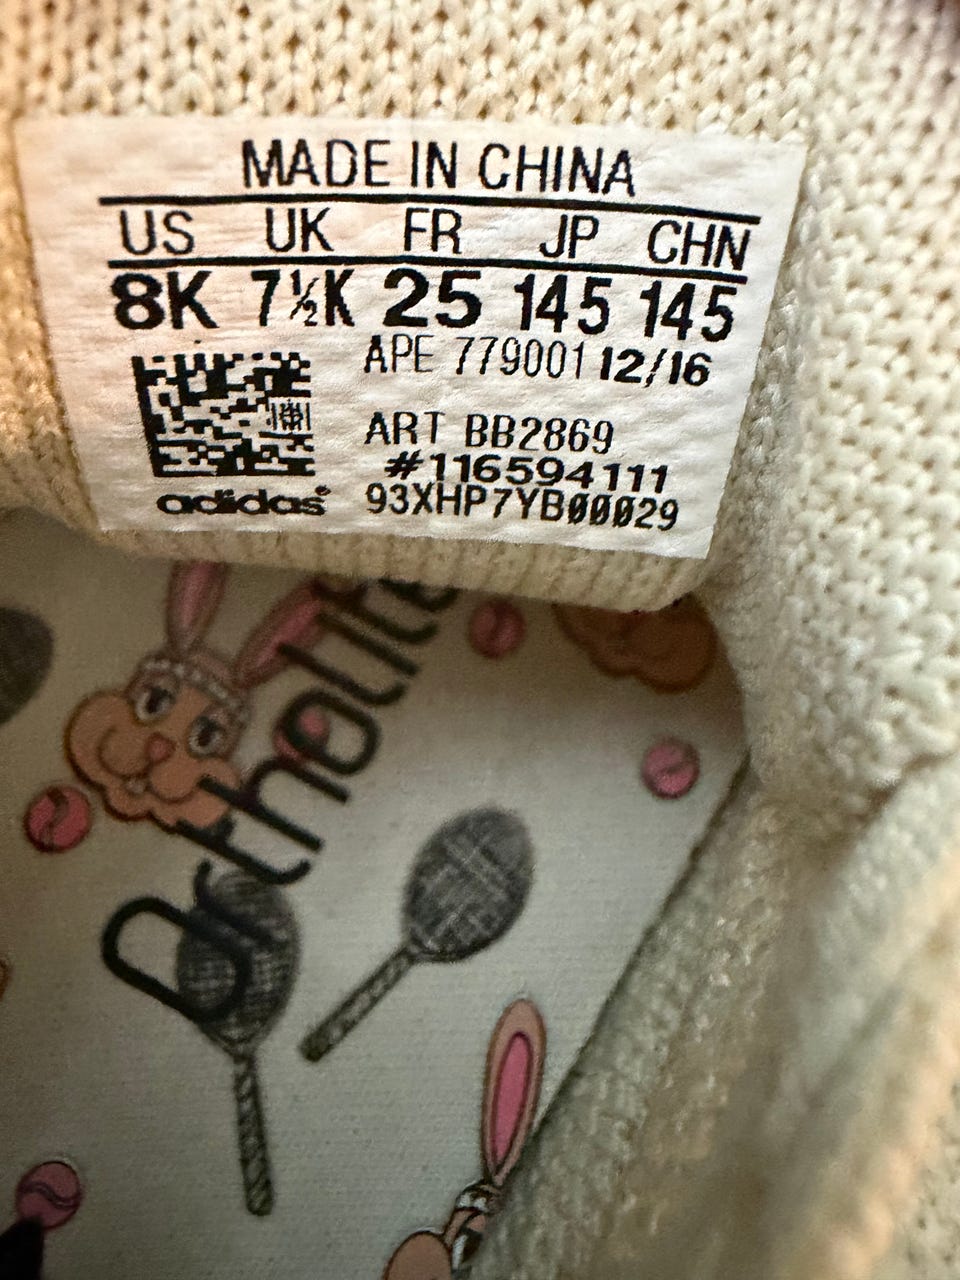 MADE IN CHINA
US UK FR JP CHN
8K 7½K 25 145 145
APE 779001 12/16
ART BB2869
#116594111
adidas® 93XHP7YB00029
Ortholite